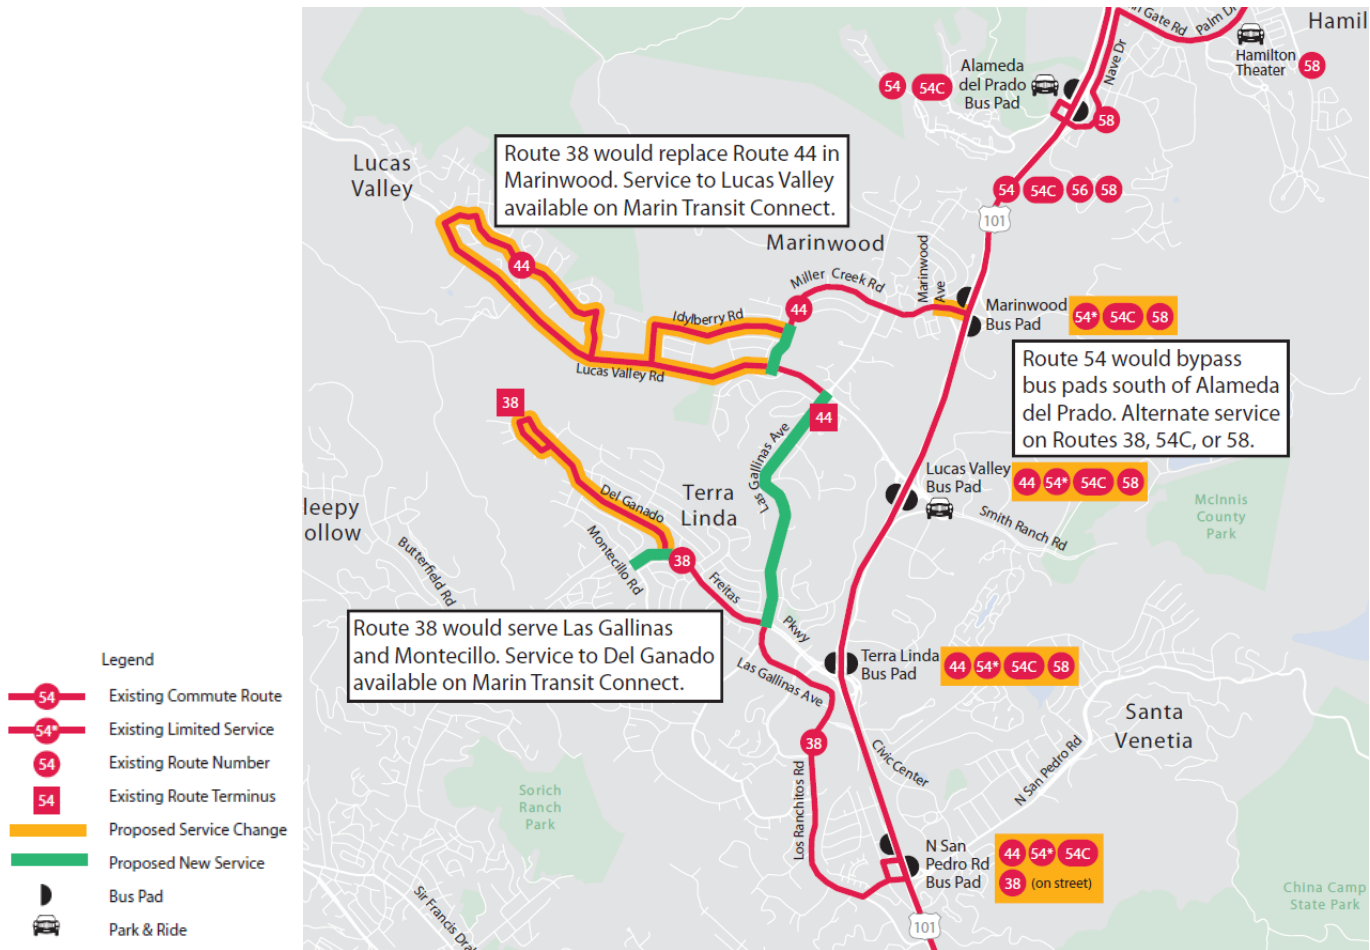 Hamil
n Gate Rd
Palm Dr
Nave Dr
Hamilton
Theater
58
54
54C
Alameda
del Prado
Bus Pad
58
Route 38 would replace Route 44 in
Marinwood. Service to Lucas Valley
available on Marin Transit Connect.
Lucas
Valley
54
54C
56
58
101
Marinwood
Marinwood
Ave
Miller Creek Rd
44
44
Idylberry Rd
Lucas Valley Rd
Marinwood
Bus Pad
54*
54C
58
Route 54 would bypass
bus pads south of Alameda
del Prado. Alternate service
on Routes 38, 54C, or 58.
38
44
Las Gallinas Ave
Lucas Valley
Bus Pad
44
54*
54C
58
Terra
Linda
Del Ganado
Smith Ranch Rd
McInnis
County
Park
leepy
ollow
Butterfield Rd
Montecillo Rd
38
Freitas
Pkwy
Route 38 would serve Las Gallinas
and Montecillo. Service to Del Ganado
available on Marin Transit Connect.
Las Gallinas Ave
Terra Linda
Bus Pad
44
54*
54C
58
Santa
Venetia
38
Civic Center
N San Pedro Rd
Los Ranchitos Rd
Sorich
Ranch
Park
N San
Pedro Rd
Bus Pad
44
54*
54C
38
(on street)
China Camp
State Park
Sir Francis Dra
101
Legend
54
Existing Commute Route
54*
Existing Limited Service
54
Existing Route Number
54
Existing Route Terminus
Proposed Service Change
Proposed New Service
Bus Pad
Park & Ride